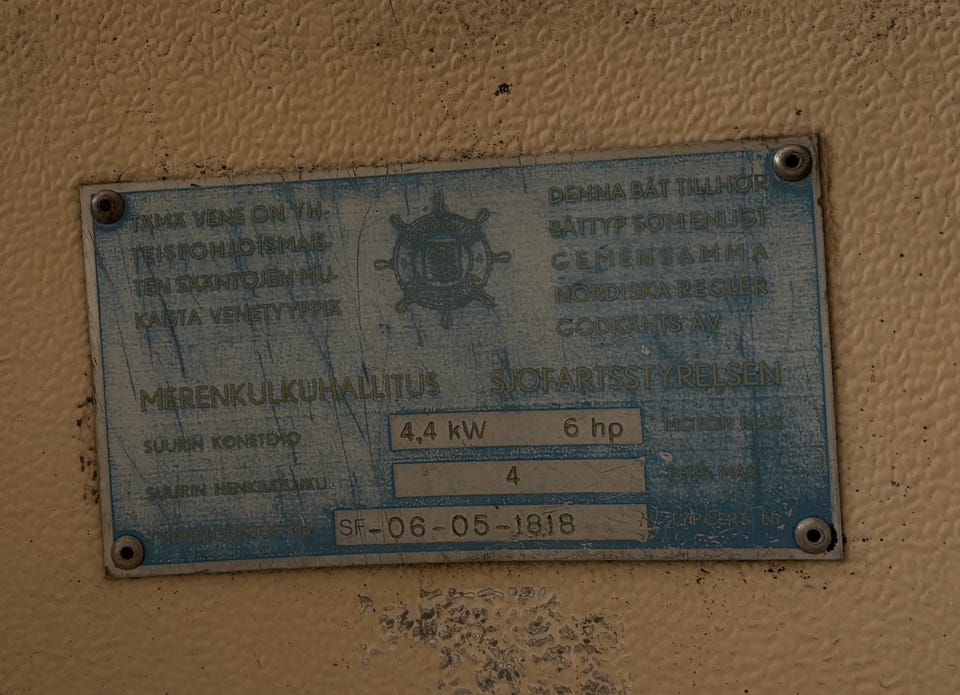 TÄMÄ VENE ON YH-
TEISPOHJOISMAIS-
TEN SÄÄNTÖJEN MU-
KAISTA VENETYYPPIÄ
DENNA BÅT TILLHÖR
BÅTTYP SOM ENLIGT
GEMENSAMMA
NORDISKA REGLER
GODKÄNTS AV
MERENKULKUHALLITUS SJÖFARTSSTYRELSEN
SUURIN KONETEHO 4,4 kW 6 hp MOTOR MAX
SUURIN HENKILÖLUKU 4 PERS. MAX
SF-06-05-1818 TYPCERT. NR